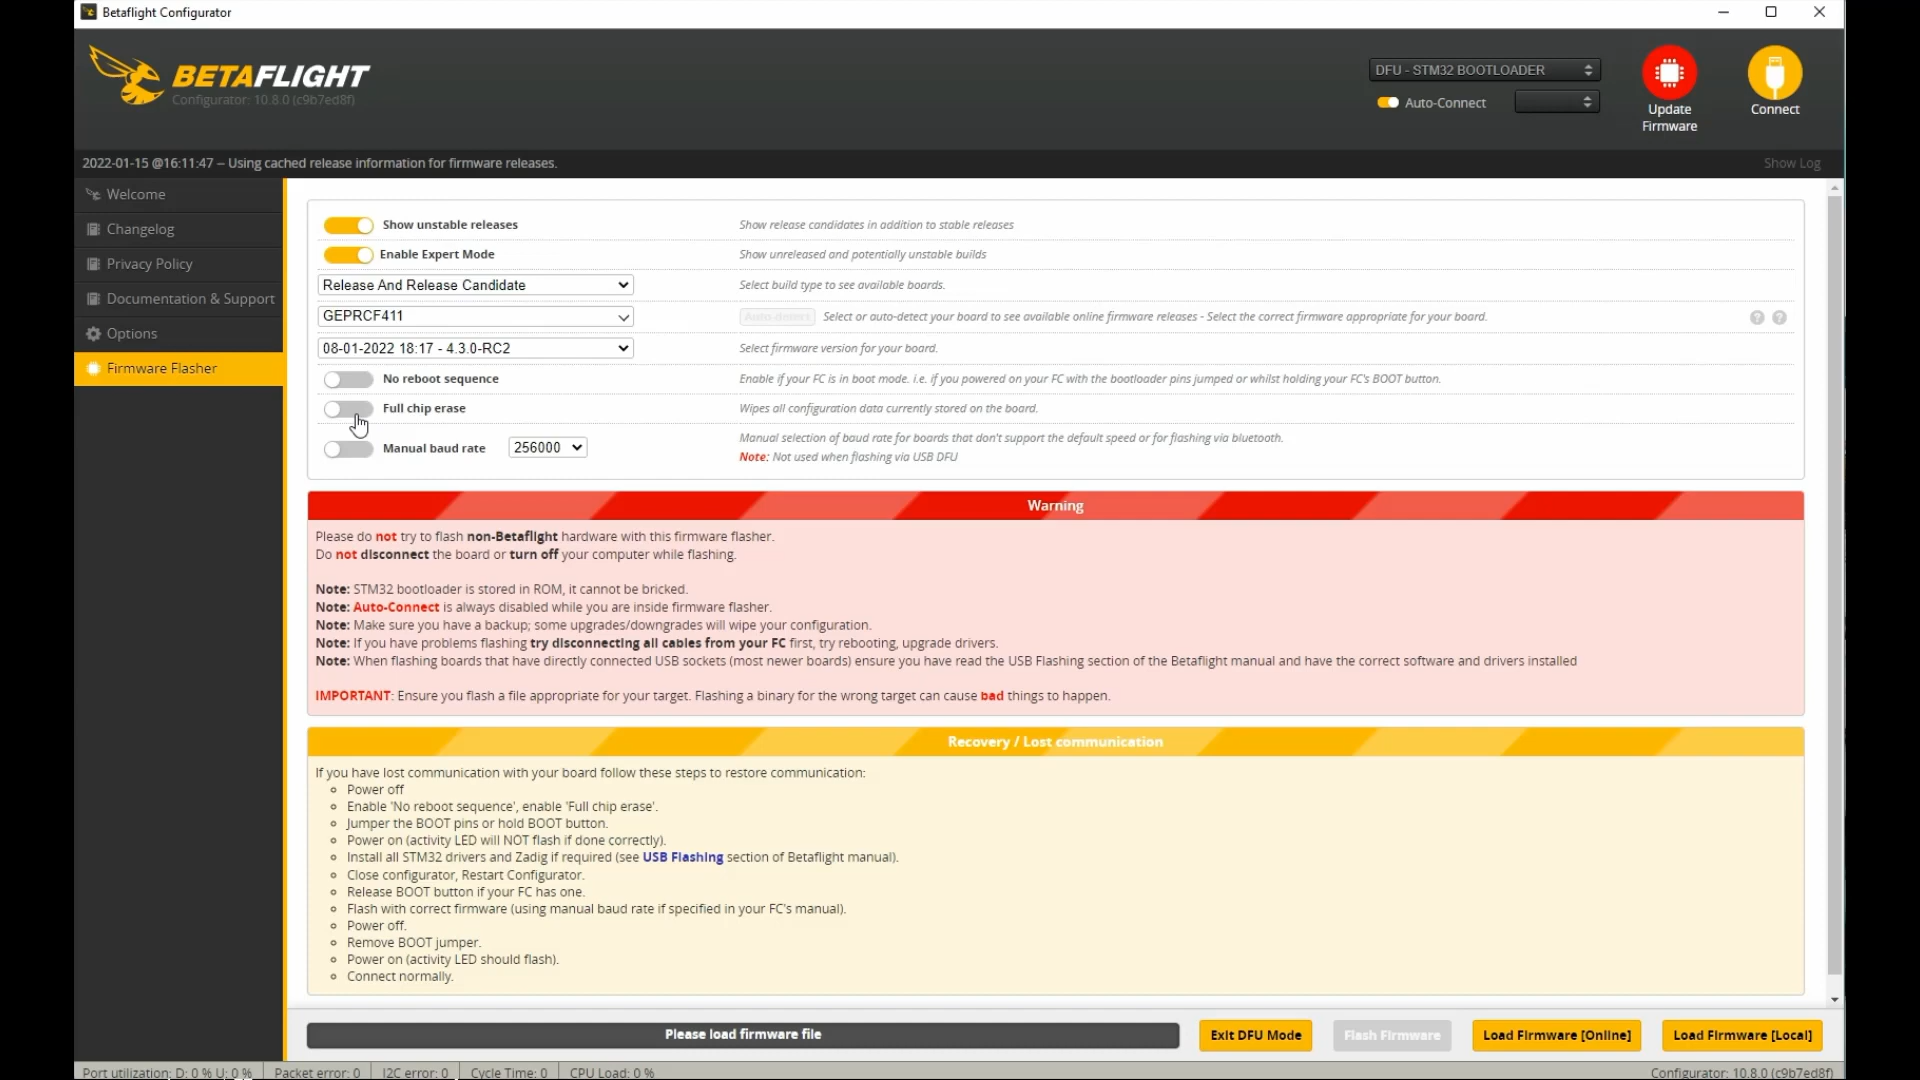 Betaflight Configurator
BETAFLIGHT
Configurator: 10.8.0 (c9b7ed8f)
DFU - STM32 BOOTLOADER
Auto-Connect
Update
Firmware
Connect
2022-01-15 @16:11:47 -- Using cached release information for firmware releases.
Show Log
Welcome
Changelog
Privacy Policy
Documentation & Support
Options
Firmware Flasher
Show unstable releases
Show release candidates in addition to stable releases
Enable Expert Mode
Show unreleased and potentially unstable builds
Release And Release Candidate
Select build type to see available boards.
GEPRCF411
Auto-detect
Select or auto-detect your board to see available online firmware releases - Select the correct firmware appropriate for your board.
? ?
08-01-2022 18:17 - 4.3.0-RC2
Select firmware version for your board.
No reboot sequence
Enable if your FC is in boot mode. i.e. if you powered on your FC with the bootloader pins jumped or whilst holding your FC's BOOT button.
Full chip erase
Wipes all configuration data currently stored on the board.
Manual baud rate
256000
Manual selection of baud rate for boards that don't support the default speed or for flashing via bluetooth.
Note: Not used when flashing via USB DFU
Warning
Please do not try to flash non-Betaflight hardware with this firmware flasher.
Do not disconnect the board or turn off your computer while flashing.
Note: STM32 bootloader is stored in ROM, it cannot be bricked.
Note: Auto-Connect is always disabled while you are inside firmware flasher.
Note: Make sure you have a backup; some upgrades/downgrades will wipe your configuration.
Note: If you have problems flashing try disconnecting all cables from your FC first, try rebooting, upgrade drivers.
Note: When flashing boards that have directly connected USB sockets (most newer boards) ensure you have read the USB Flashing section of the Betaflight manual and have the correct software and drivers installed
IMPORTANT: Ensure you flash a file appropriate for your target. Flashing a binary for the wrong target can cause bad things to happen.
Recovery / Lost communication
If you have lost communication with your board follow these steps to restore communication:
Power off
Enable 'No reboot sequence', enable 'Full chip erase'.
Jumper the BOOT pins or hold BOOT button.
Power on (activity LED will NOT flash if done correctly).
Install all STM32 drivers and Zadig if required (see USB Flashing section of Betaflight manual).
Close configurator, Restart Configurator.
Release BOOT button if your FC has one.
Flash with correct firmware (using manual baud rate if specified in your FC's manual).
Power off.
Remove BOOT jumper.
Power on (activity LED should flash).
Connect normally.
Please load firmware file
Exit DFU Mode
Flash Firmware
Load Firmware [Online]
Load Firmware [Local]
Port utilization: D: 0 % U: 0 %
Packet error: 0
I2C error: 0
Cycle Time: 0
CPU Load: 0 %
Configurator: 10.8.0 (c9b7ed8f)